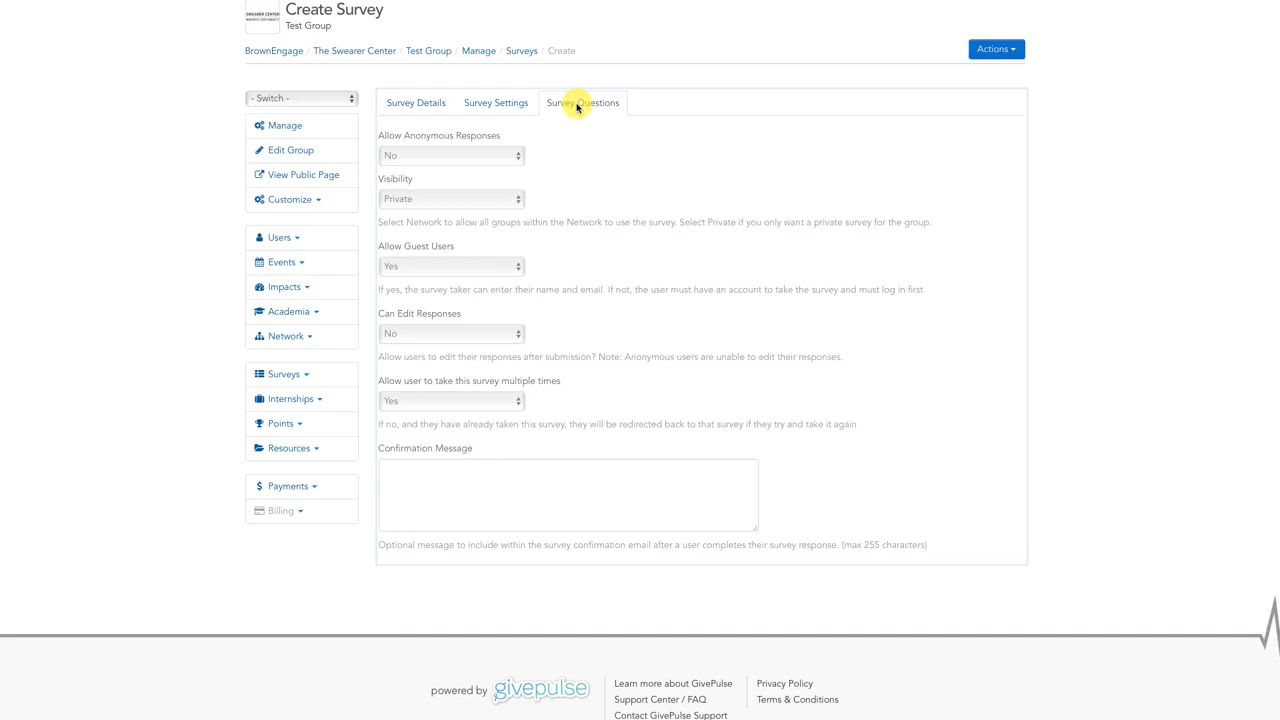 SWEARER CENTER
Create Survey
Test Group
BrownEngage / The Swearer Center / Test Group / Manage / Surveys / Create
Actions
- Switch -
Manage
Edit Group
View Public Page
Customize
Users
Events
Impacts
Academia
Network
Surveys
Internships
Points
Resources
Payments
Billing
Survey Details
Survey Settings
Survey Questions
Allow Anonymous Responses
No
Visibility
Private
Select Network to allow all groups within the Network to use the survey. Select Private if you only want a private survey for the group.
Allow Guest Users
Yes
If yes, the survey taker can enter their name and email. If not, the user must have an account to take the survey and must log in first
Can Edit Responses
No
Allow users to edit their responses after submission? Note: Anonymous users are unable to edit their responses.
Allow user to take this survey multiple times
Yes
If no, and they have already taken this survey, they will be redirected back to that survey if they try and take it again
Confirmation Message
Optional message to include within the survey confirmation email after a user completes their survey response. (max 255 characters)
powered by givepulse
Learn more about GivePulse
Support Center / FAQ
Contact GivePulse Support
Privacy Policy
Terms & Conditions